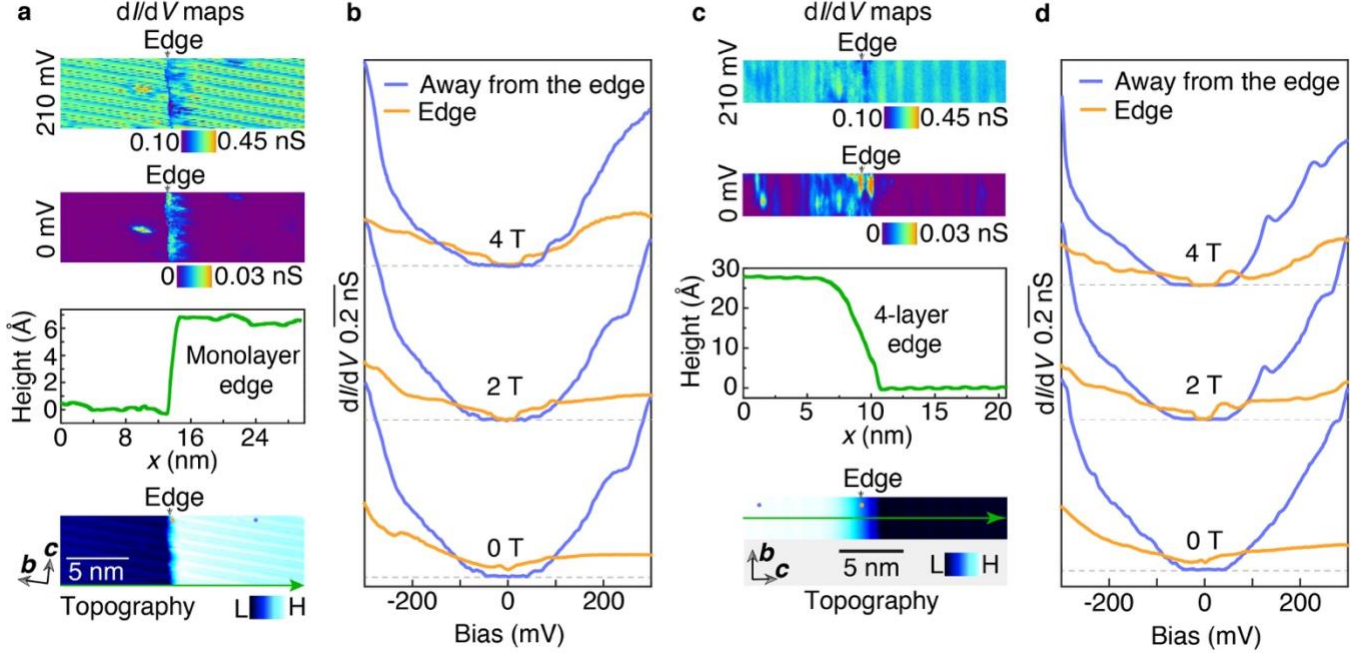 a
dI/dV maps
Edge
210 mV
0.10 0.45 nS
Edge
0 mV
0 0.03 nS
Height (Å)
6
4
2
0
Monolayer
edge
0 8 16 24
x (nm)
Edge
c
b
5 nm
Topography L H
b
Away from the edge
Edge
4 T
2 T
0 T
dI/dV 0.2 nS
-200 0 200
Bias (mV)
c
dI/dV maps
Edge
210 mV
0.10 0.45 nS
Edge
0 mV
0 0.03 nS
Height (Å)
30
20
10
0
4-layer
edge
0 5 10 15 20
x (nm)
Edge
b
c
5 nm
L H
Topography
d
Away from the edge
Edge
4 T
2 T
0 T
dI/dV 0.2 nS
-200 0 200
Bias (mV)